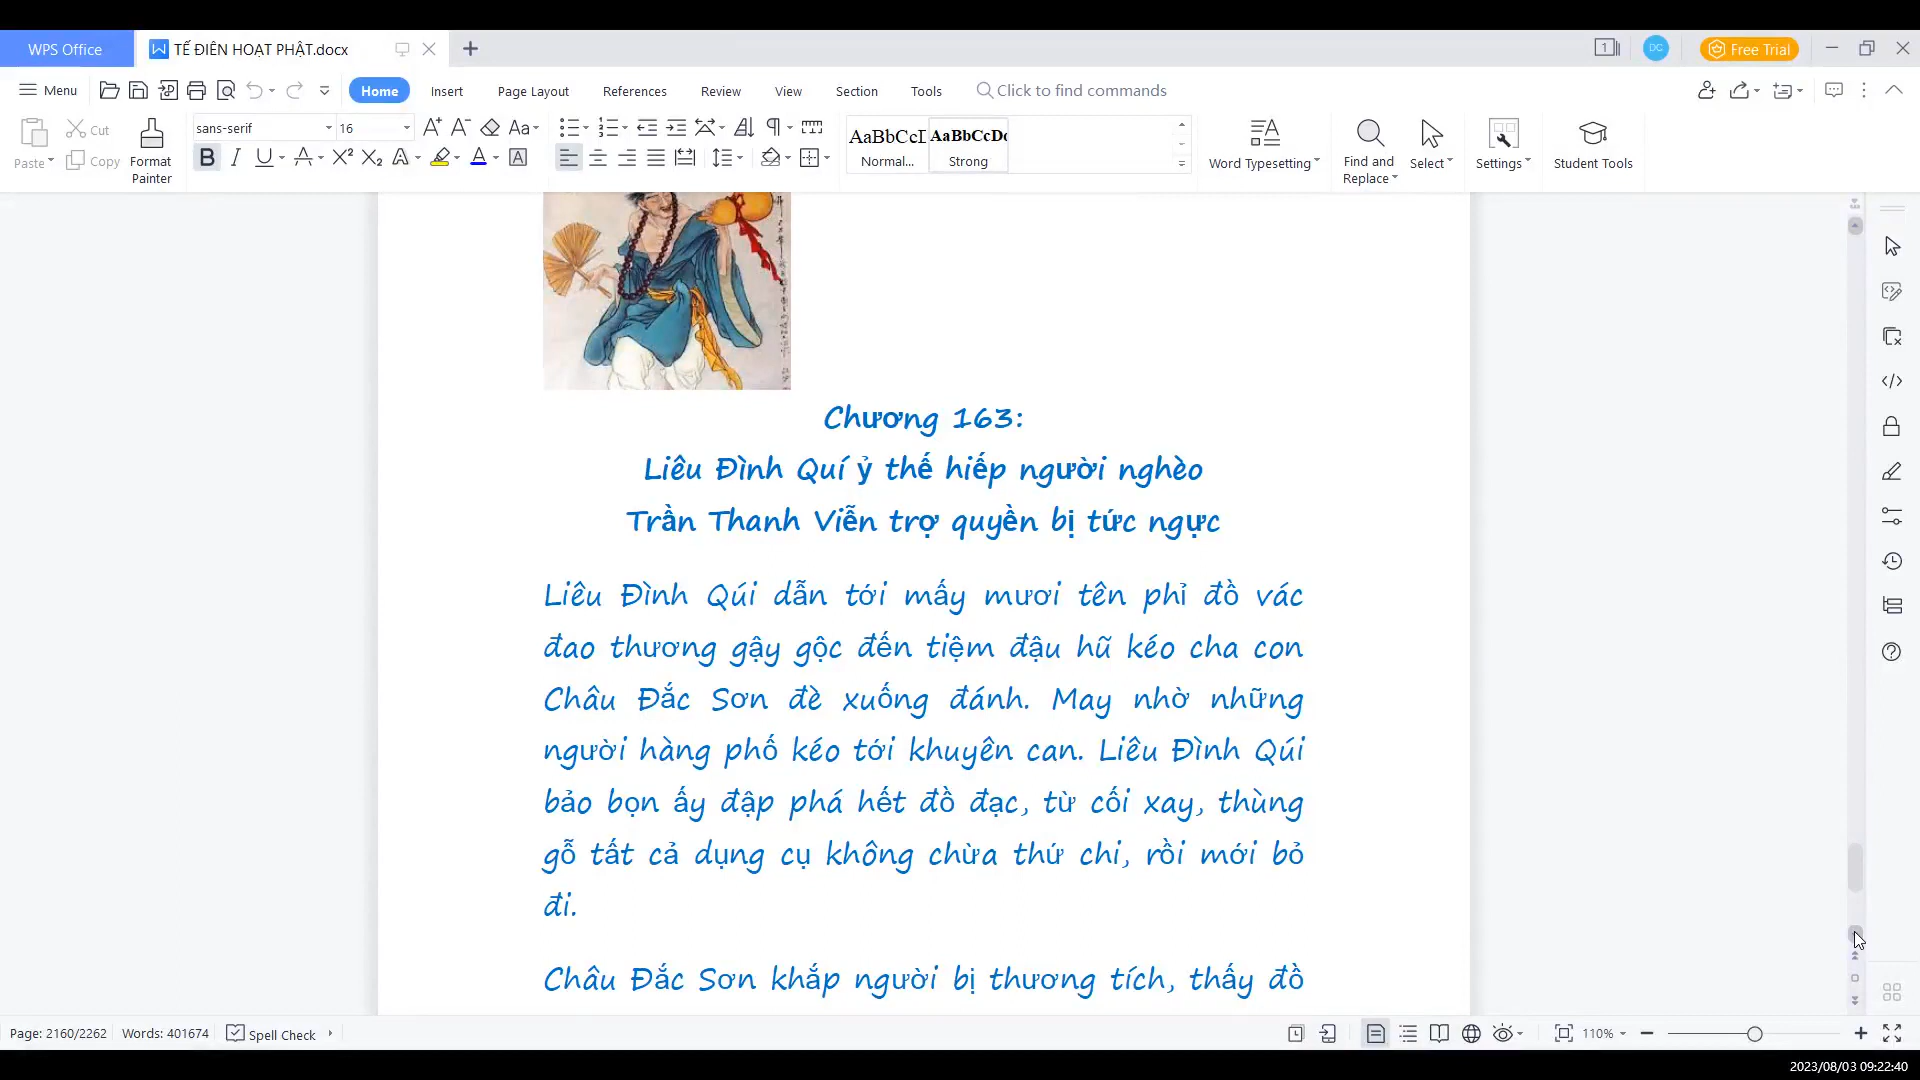 WPS Office
TẾ ĐIÊN HOẠT PHẬT.docx
1
DC
Free Trial
Menu
Home
Insert
Page Layout
References
Review
View
Section
Tools
Click to find commands
Paste
Cut
Copy
Format Painter
sans-serif
16
AaBbCcD
Normal...
AaBbCcDd
Strong
Word Typesetting
Find and Replace
Select
Settings
Student Tools
Chương 163:
Liêu Đình Quí ỷ thế hiếp người nghèo
Trần Thanh Viễn trợ quyền bị tức ngực
Liêu Đình Qúi dẫn tới mấy mươi tên phỉ đồ vác
đao thương gậy gộc đến tiệm đậu hũ kéo cha con
Châu Đắc Sơn đè xuống đánh. May nhờ những
người hàng phố kéo tới khuyên can. Liêu Đình Qúi
bảo bọn ấy đập phá hết đồ đạc, từ cối xay, thùng
gỗ tất cả dụng cụ không chừa thứ chi, rồi mới bỏ
đi.
Châu Đắc Sơn khắp người bị thương tích, thấy đồ
Page: 2160/2262
Words: 401674
Spell Check
110%
2023/08/03 09:22:40